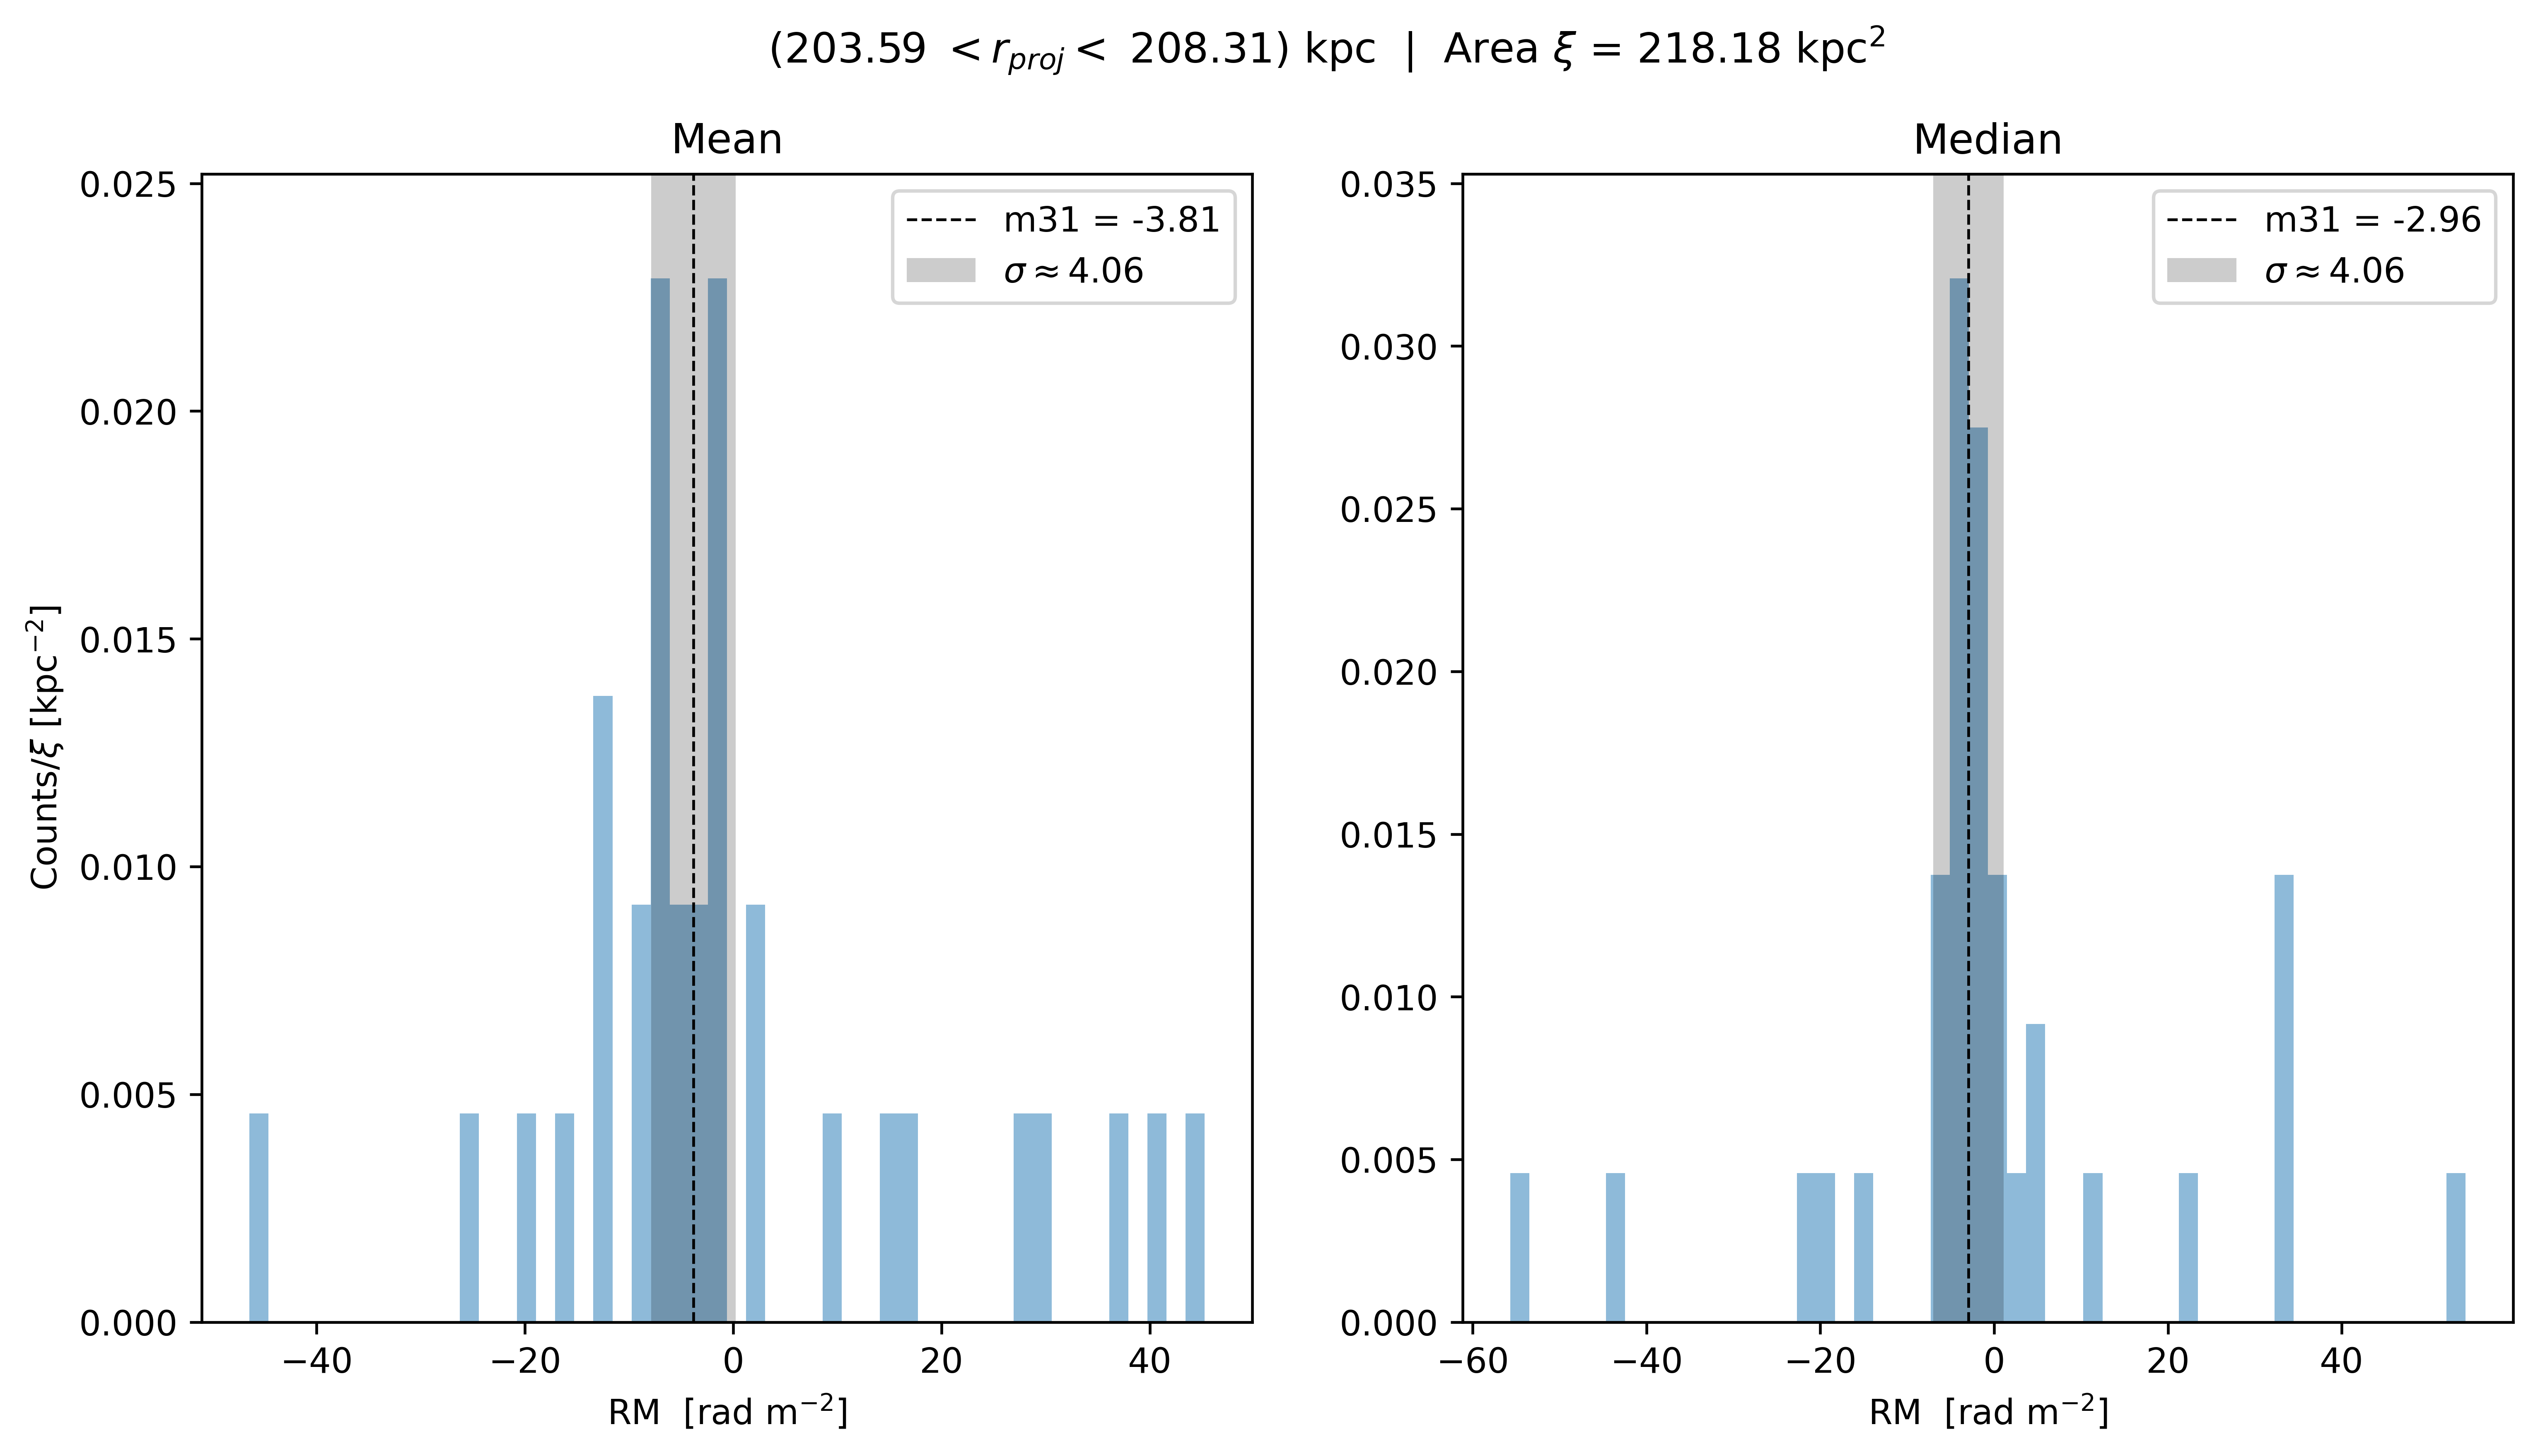 (203.59 < r_proj < 208.31) kpc | Area ξ = 218.18 kpc²
Mean
0.025
0.020
0.015
0.010
0.005
0.000
Counts/ξ [kpc⁻²]
−40 −20 0 20 40
RM [rad m⁻²]
m31 = -3.81
σ ≈ 4.06
Median
0.035
0.030
0.025
0.020
0.015
0.010
0.005
0.000
−60 −40 −20 0 20 40
RM [rad m⁻²]
m31 = -2.96
σ ≈ 4.06